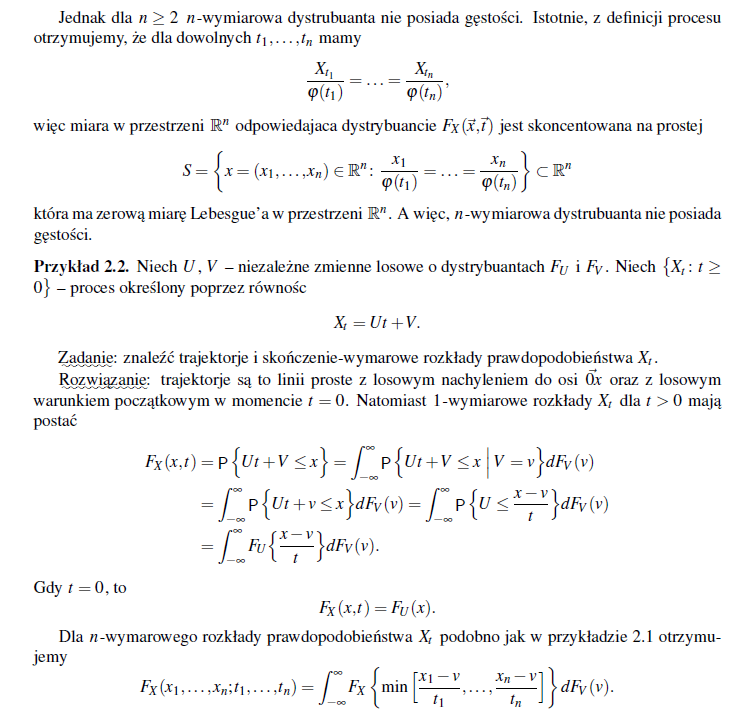 Jednak dla n ≥ 2 n-wymiarowa dystrubuanta nie posiada gęstości. Istotnie, z definicji procesu
otrzymujemy, że dla dowolnych t₁,…,tₙ mamy
X_{t₁}/φ(t₁) = … = X_{tₙ}/φ(tₙ),
więc miara w przestrzeni ℝⁿ odpowiedajaca dystrybuancie F_X(x⃗,t⃗) jest skoncentowana na prostej
S = { x = (x₁,…,xₙ) ∈ ℝⁿ: x₁/φ(t₁) = … = xₙ/φ(tₙ) } ⊂ ℝⁿ
która ma zerową miarę Lebesgue'a w przestrzeni ℝⁿ. A więc, n-wymiarowa dystrubuanta nie posiada
gęstości.
Przykład 2.2. Niech U, V – niezależne zmienne losowe o dystrybuantach F_U i F_V. Niech {X_t: t ≥
0} – proces określony poprzez równośc
X_t = Ut + V.
Zadanie: znaleźć trajektorje i skończenie-wymarowe rozkłady prawdopodobieństwa X_t.
Rozwiązanie: trajektorje są to linii proste z losowym nachyleniem do osi 0⃗x oraz z losowym
warunkiem początkowym w momencie t = 0. Natomiast 1-wymiarowe rozkłady X_t dla t > 0 mają
postać
F_X(x,t) = P{Ut + V ≤ x} = ∫_{−∞}^{∞} P{Ut + V ≤ x | V = v}dF_V(v)
= ∫_{−∞}^{∞} P{Ut + v ≤ x}dF_V(v) = ∫_{−∞}^{∞} P{U ≤ (x − v)/t}dF_V(v)
= ∫_{−∞}^{∞} F_U{(x − v)/t}dF_V(v).
Gdy t = 0, to
F_X(x,t) = F_U(x).
Dla n-wymarowego rozkłady prawdopodobieństwa X_t podobno jak w przykładzie 2.1 otrzymu-
jemy
F_X(x₁,…,xₙ;t₁,…,tₙ) = ∫_{−∞}^{∞} F_X { min [ (x₁ − v)/t₁, …, (xₙ − v)/tₙ ] } dF_V(v).